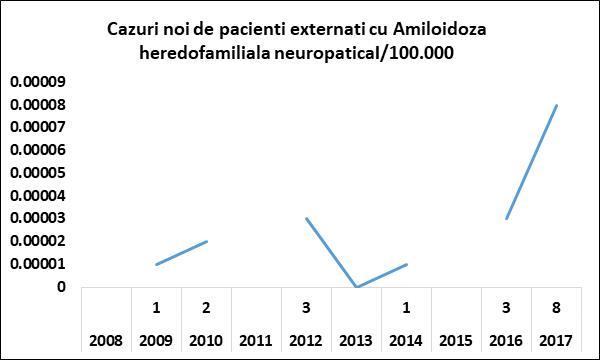 Cazuri noi de pacienti externati cu Amiloidoza
heredofamiliala neuropaticaI/100.000
0.00009
0.00008
0.00007
0.00006
0.00005
0.00004
0.00003
0.00002
0.00001
0
1 2 3 1 3 8
2008 2009 2010 2011 2012 2013 2014 2015 2016 2017